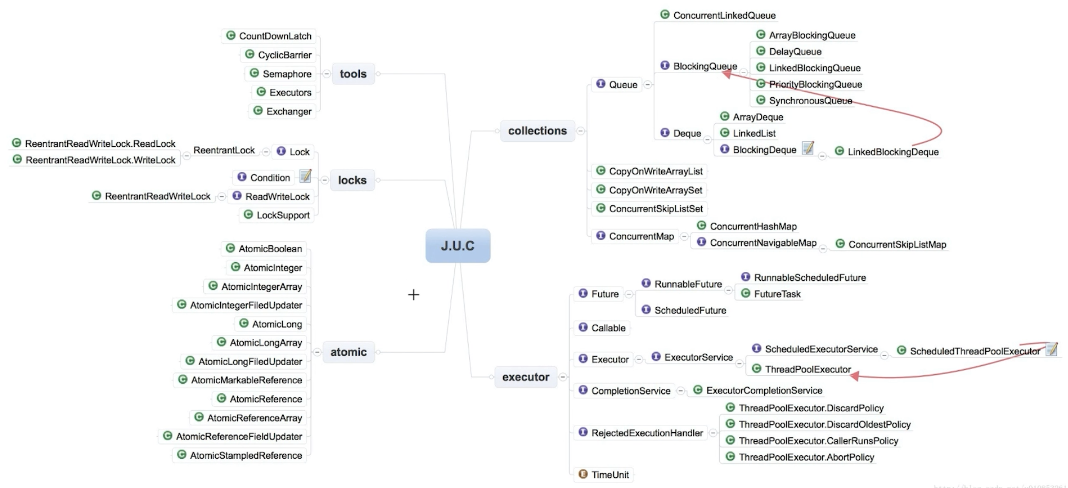 J.U.C
tools
CountDownLatch
CyclicBarrier
Semaphore
Executors
Exchanger
locks
Lock
ReentrantLock
ReentrantReadWriteLock.ReadLock
ReentrantReadWriteLock.WriteLock
Condition
ReadWriteLock
ReentrantReadWriteLock
LockSupport
atomic
AtomicBoolean
AtomicInteger
AtomicIntegerArray
AtomicIntegerFiledUpdater
AtomicLong
AtomicLongArray
AtomicLongFiledUpdater
AtomicMarkableReference
AtomicReference
AtomicReferenceArray
AtomicReferenceFieldUpdater
AtomicStampledReference
collections
Queue
ConcurrentLinkedQueue
BlockingQueue
ArrayBlockingQueue
DelayQueue
LinkedBlockingQueue
PriorityBlockingQueue
SynchronousQueue
Deque
ArrayDeque
LinkedList
BlockingDeque
LinkedBlockingDeque
CopyOnWriteArrayList
CopyOnWriteArraySet
ConcurrentSkipListSet
ConcurrentMap
ConcurrentHashMap
ConcurrentNavigableMap
ConcurrentSkipListMap
executor
Future
RunnableFuture
RunnableScheduledFuture
FutureTask
ScheduledFuture
Callable
Executor
ExecutorService
ScheduledExecutorService
ScheduledThreadPoolExecutor
ThreadPoolExecutor
CompletionService
ExecutorCompletionService
RejectedExecutionHandler
ThreadPoolExecutor.DiscardPolicy
ThreadPoolExecutor.DiscardOldestPolicy
ThreadPoolExecutor.CallerRunsPolicy
ThreadPoolExecutor.AbortPolicy
TimeUnit